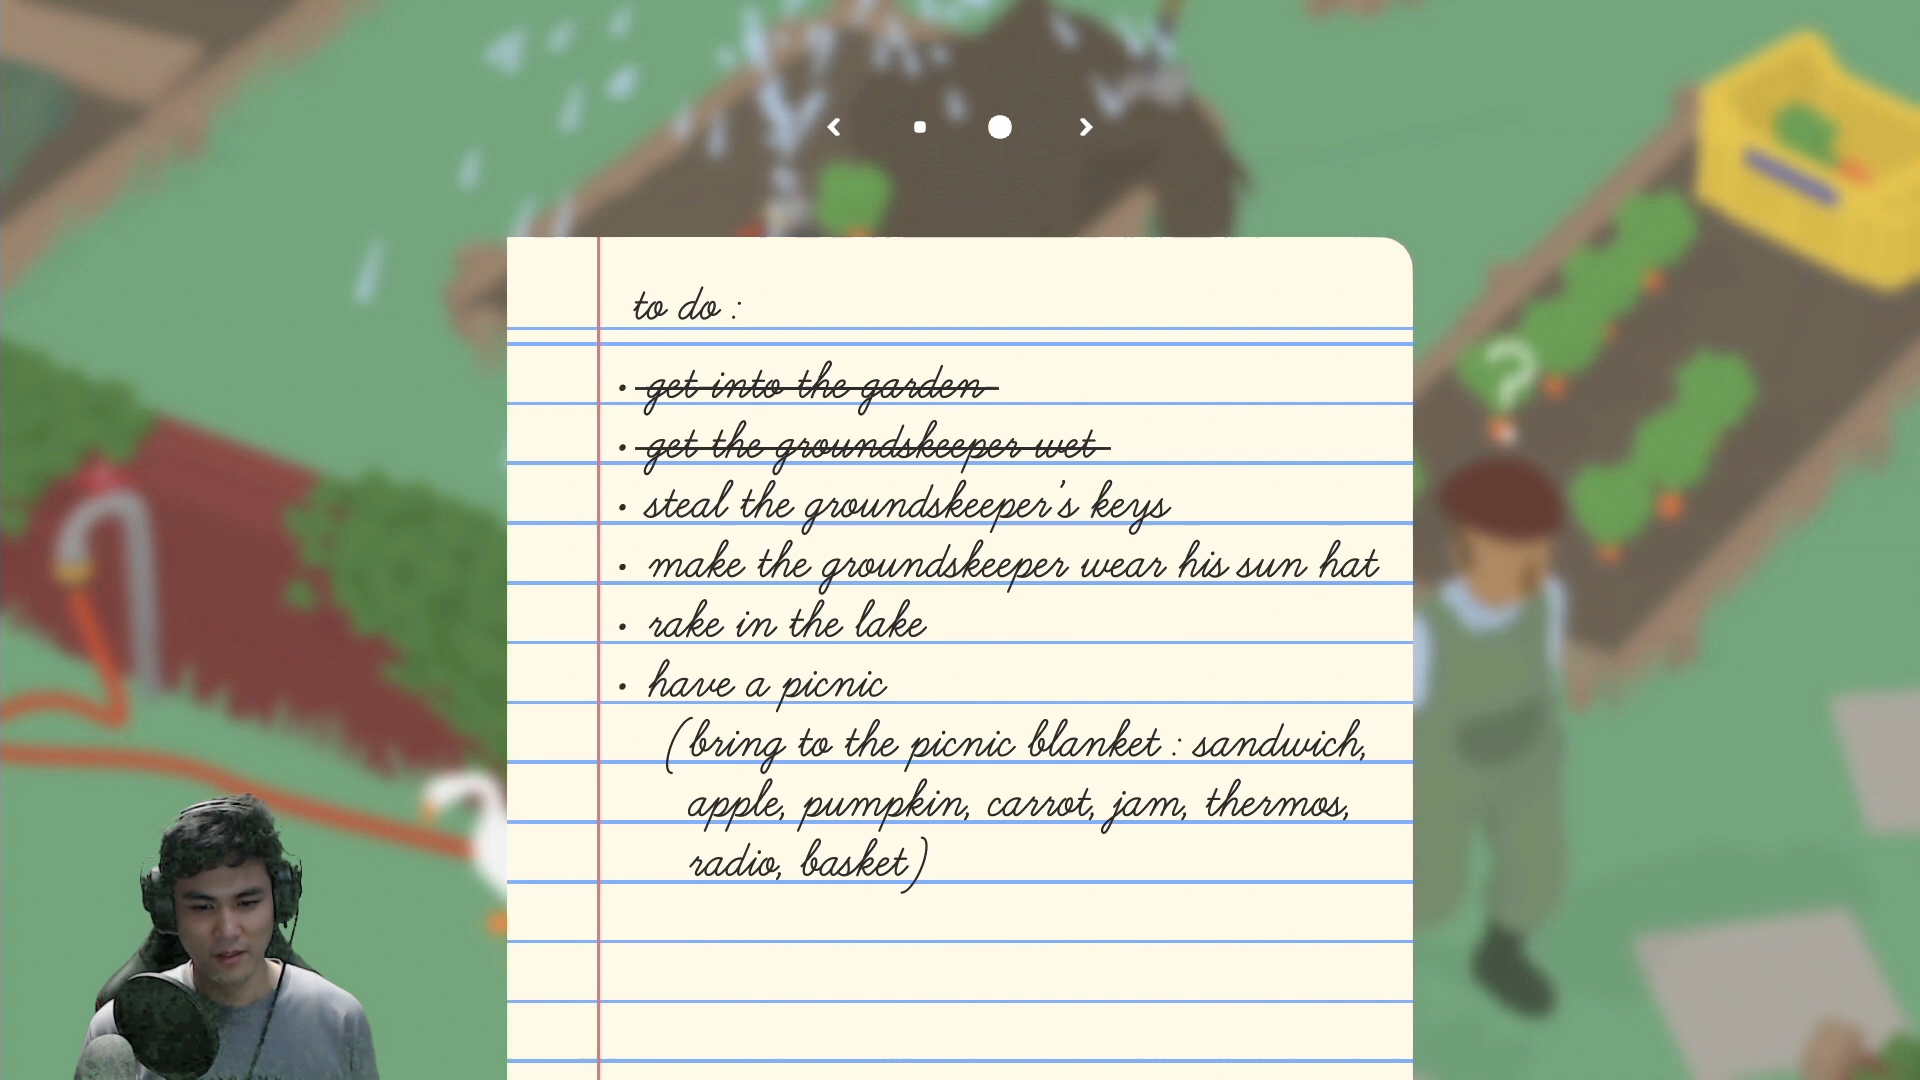 to do :
• get into the garden
• get the groundskeeper wet
• steal the groundskeeper's keys
• make the groundskeeper wear his sun hat
• rake in the lake
• have a picnic
(bring to the picnic blanket : sandwich,
apple, pumpkin, carrot, jam, thermos,
radio, basket)
?